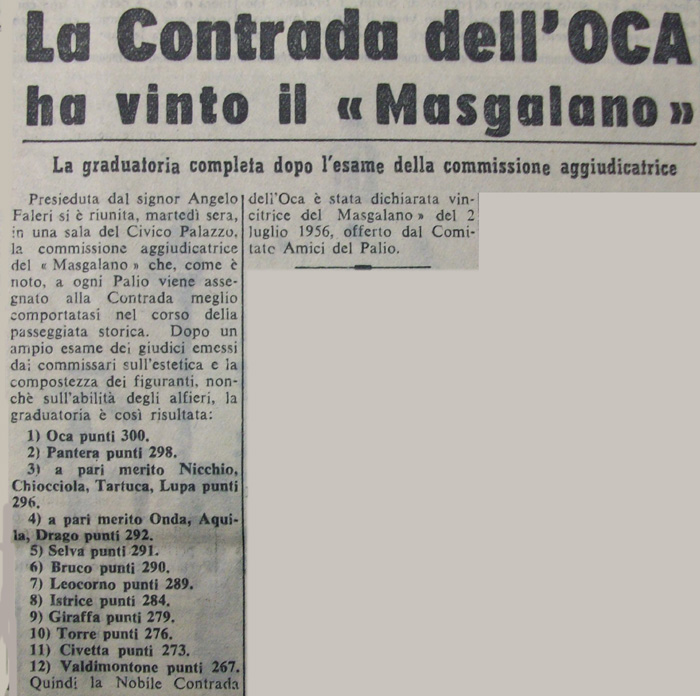 La Contrada dell'OCA
ha vinto il « Masgalano »
La graduatoria completa dopo l'esame della commissione aggiudicatrice
Presieduta dal signor Angelo
Faleri si è riunita, martedì sera,
in una sala del Civico Palazzo,
la commissione aggiudicatrice
del « Masgalano » che, come è
noto, a ogni Palio viene asse-
gnato alla Contrada meglio
comportatasi nel corso della
passeggiata storica. Dopo un
ampio esame dei giudici emessi
dai commissari sull'estetica e la
compostezza dei figuranti, non-
chè sull'abilità degli alfieri, la
graduatoria è così risultata:
1) Oca punti 300.
2) Pantera punti 298.
3) a pari merito Nicchio,
Chiocciola, Tartuca, Lupa punti
296.
4) a pari merito Onda, Aqui-
la, Drago punti 292.
5) Selva punti 291.
6) Bruco punti 290.
7) Leocorno punti 289.
8) Istrice punti 284.
9) Giraffa punti 279.
10) Torre punti 276.
11) Civetta punti 273.
12) Valdimontone punti 267.
Quindi la Nobile Contrada
dell'Oca è stata dichiarata vin-
citrice del Masgalano » del 2
luglio 1956, offerto dal Comi-
tato Amici del Palio.